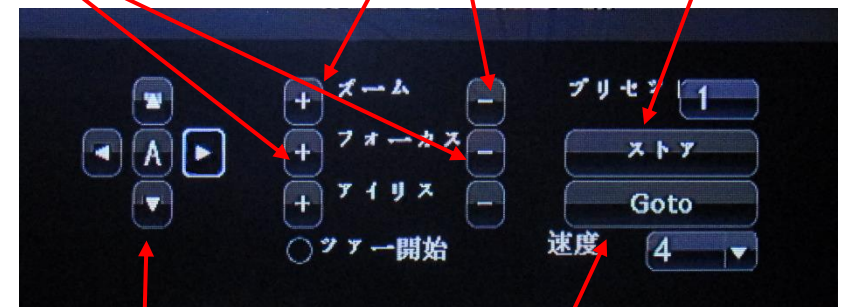 + ズーム - プリセット 1
A + フォーカス - ストア
+ アイリス - Goto
ツアー開始 速度 4